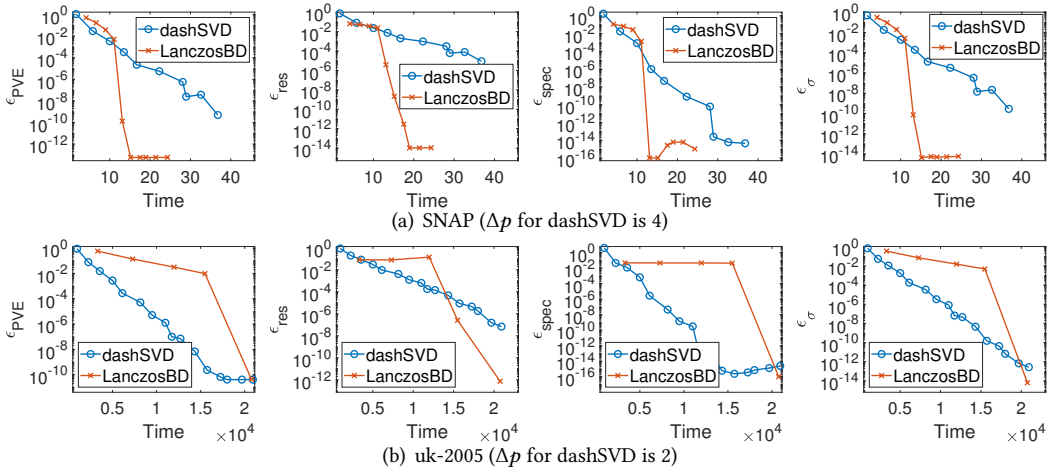 10^0 10^-2 10^-4 10^-6 10^-8 10^-10 10^-12
ϵ_PVE
dashSVD
LanczosBD
10 20 30 40
Time
10^0 10^-2 10^-4 10^-6 10^-8 10^-10 10^-12 10^-14
ϵ_res
dashSVD
LanczosBD
10 20 30 40
Time
10^0 10^-2 10^-4 10^-6 10^-8 10^-10 10^-12 10^-14 10^-16
ϵ_spec
dashSVD
LanczosBD
10 20 30 40
Time
10^0 10^-2 10^-4 10^-6 10^-8 10^-10 10^-12 10^-14
ϵ_σ
dashSVD
LanczosBD
10 20 30 40
Time
(a) SNAP (Δp for dashSVD is 4)
10^0 10^-2 10^-4 10^-6 10^-8 10^-10
ϵ_PVE
dashSVD
LanczosBD
0.5 1 1.5 2
Time ×10^4
10^0 10^-2 10^-4 10^-6 10^-8 10^-10 10^-12
ϵ_res
dashSVD
LanczosBD
0.5 1 1.5 2
Time ×10^4
10^0 10^-2 10^-4 10^-6 10^-8 10^-10 10^-12 10^-14 10^-16
ϵ_spec
dashSVD
LanczosBD
0.5 1 1.5 2
Time ×10^4
10^0 10^-2 10^-4 10^-6 10^-8 10^-10 10^-12 10^-14
ϵ_σ
dashSVD
LanczosBD
0.5 1 1.5 2
Time ×10^4
(b) uk-2005 (Δp for dashSVD is 2)